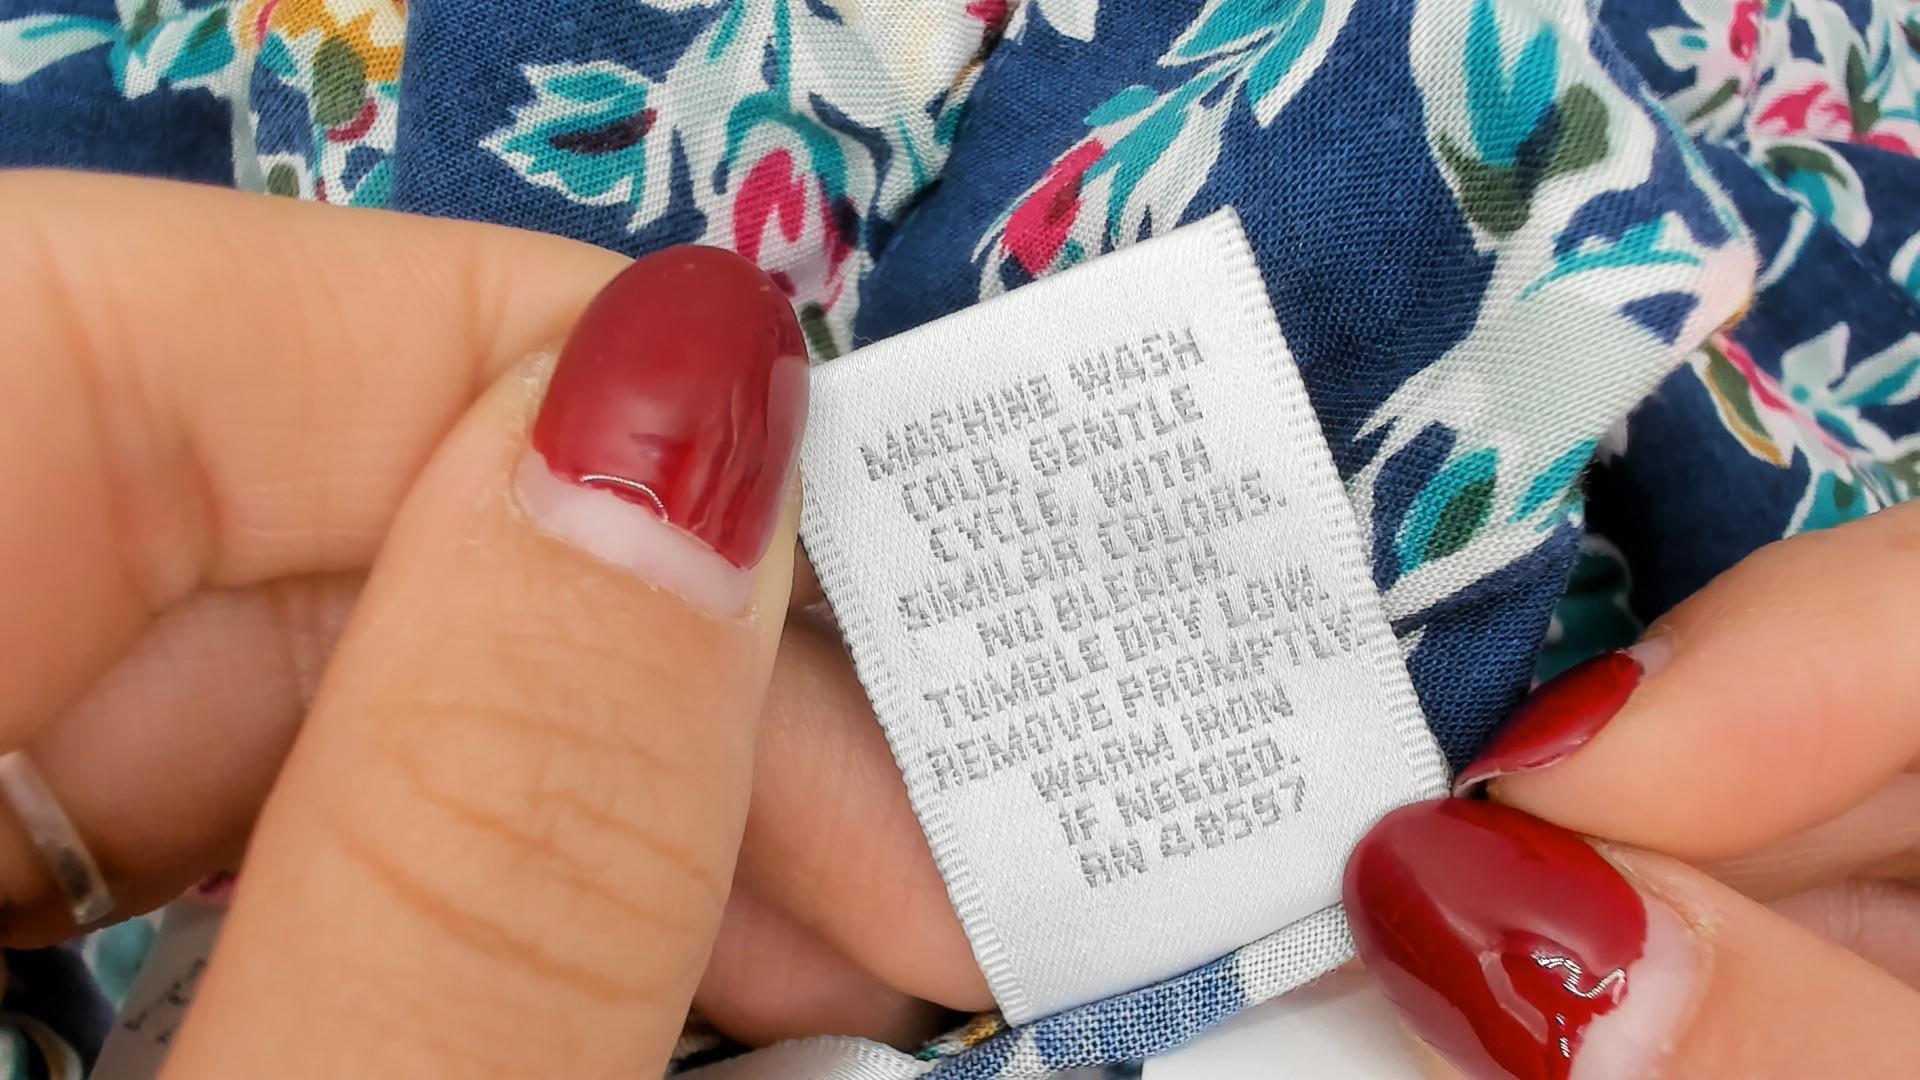 MACHINE WASH
COLD, GENTLE
CYCLE, WITH
SIMILAR COLORS.
NO BLEACH.
TUMBLE DRY LOW.
REMOVE PROMPTLY.
WARM IRON
IF NEEDED.
RN 48597